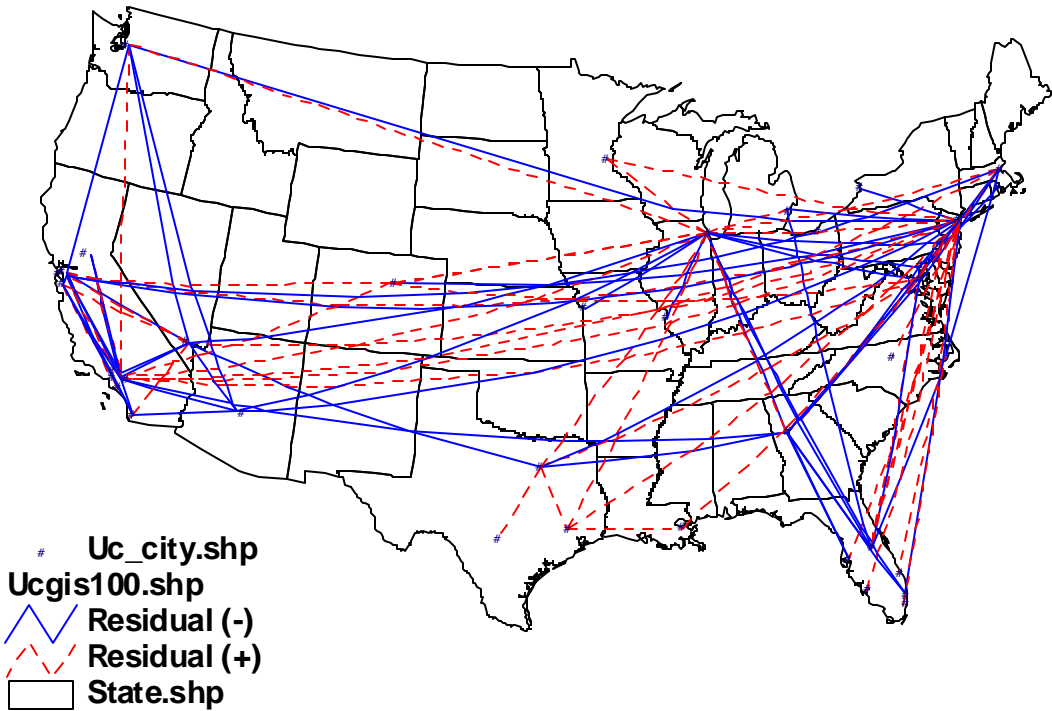 # Uc_city.shp
Ucgis100.shp
Residual (-)
Residual (+)
State.shp